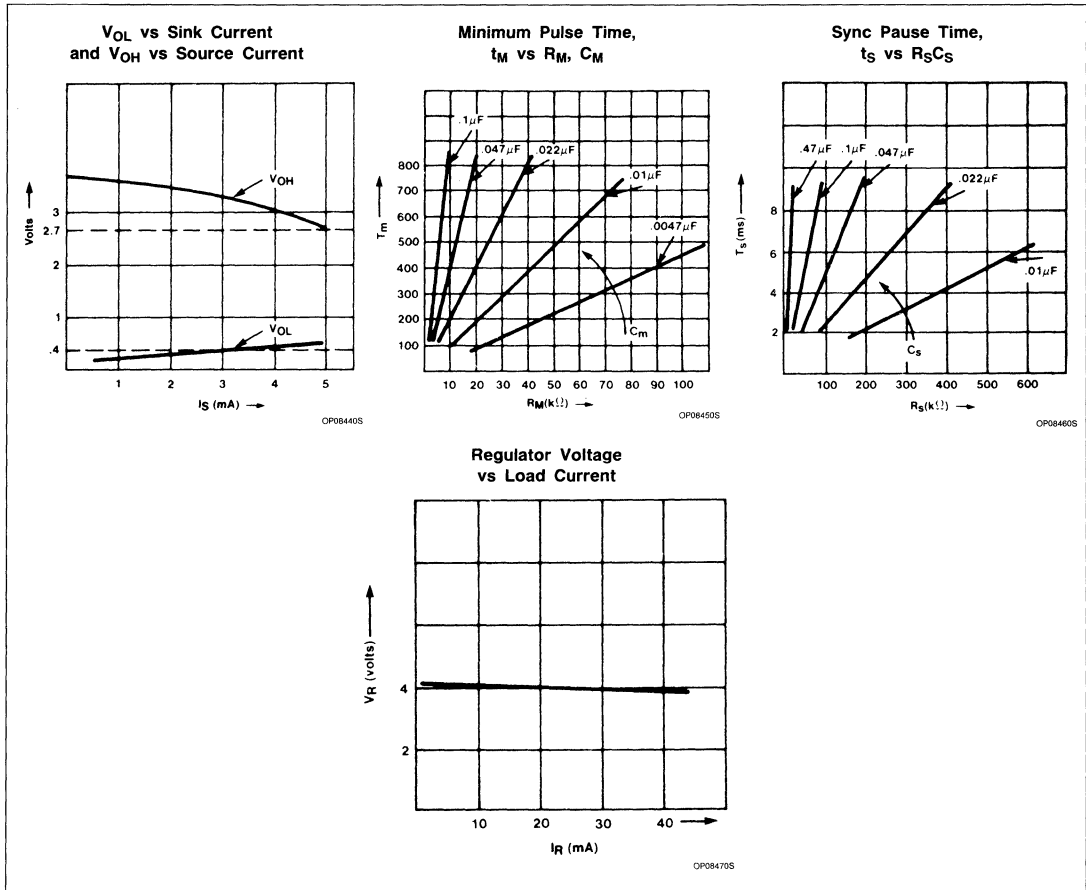 VOL vs Sink Current
and VOH vs Source Current
Volts
3
2.7
2
1
.4
VOH
VOL
1 2 3 4 5
IS (mA)
OP08440S
Minimum Pulse Time,
tM vs RM, CM
Tm
800
700
600
500
400
300
200
100
.1μF
.047μF
.022μF
.01μF
.0047μF
Cm
10 20 30 40 50 60 70 80 90 100
RM(kΩ)
OP08450S
Sync Pause Time,
tS vs RSCS
TS (ms)
8
6
4
2
.47μF
.1μF
.047μF
.022μF
.01μF
Cs
100 200 300 400 500 600
RS(kΩ)
OP08460S
Regulator Voltage
vs Load Current
VR (volts)
4
2
10 20 30 40
IR (mA)
OP08470S